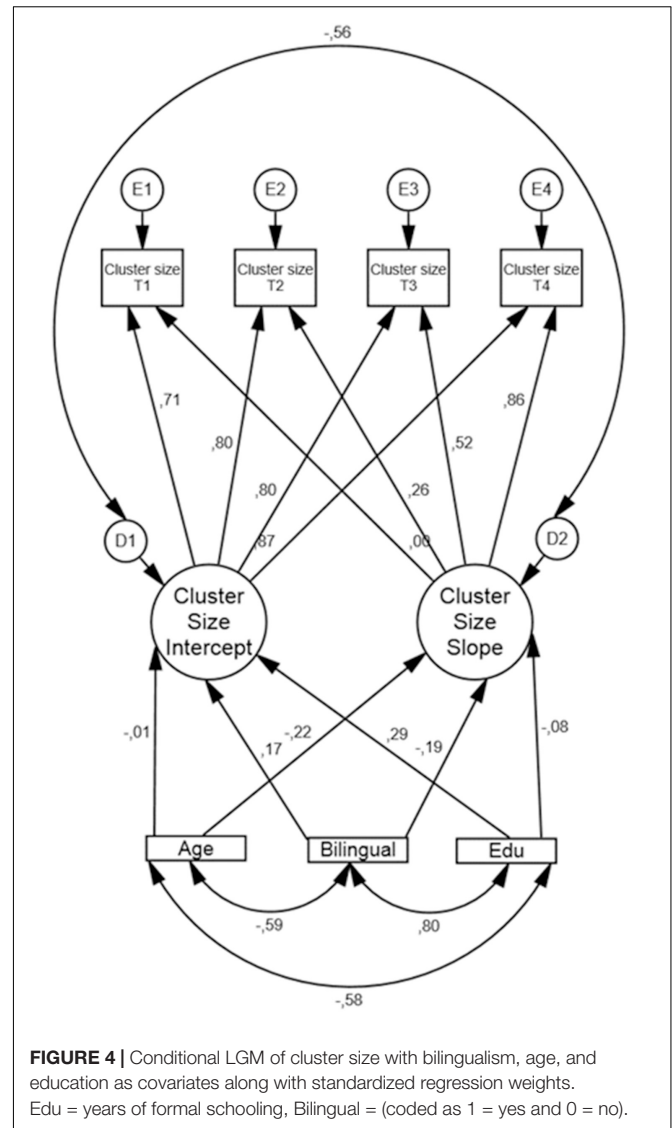 -,56
E1 E2 E3 E4
Cluster size Cluster size Cluster size Cluster size
T1 T2 T3 T4
,71 ,86
,80 ,52
,80 ,26
,87 ,00
D1 D2
Cluster Cluster
Size Size
Intercept Slope
-,01 ,17 -,22 ,29 -,19 -,08
Age Bilingual Edu
-,59 ,80
-,58
FIGURE 4 | Conditional LGM of cluster size with bilingualism, age, and
education as covariates along with standardized regression weights.
Edu = years of formal schooling, Bilingual = (coded as 1 = yes and 0 = no).